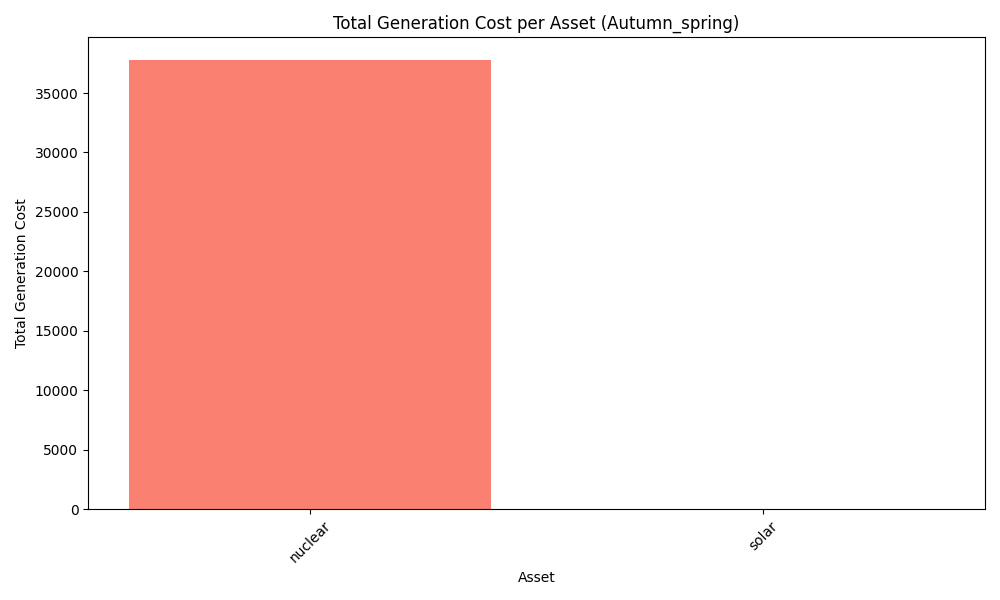 Total Generation Cost per Asset (Autumn_spring)
Total Generation Cost
35000
30000
25000
20000
15000
10000
5000
0
nuclear
solar
Asset